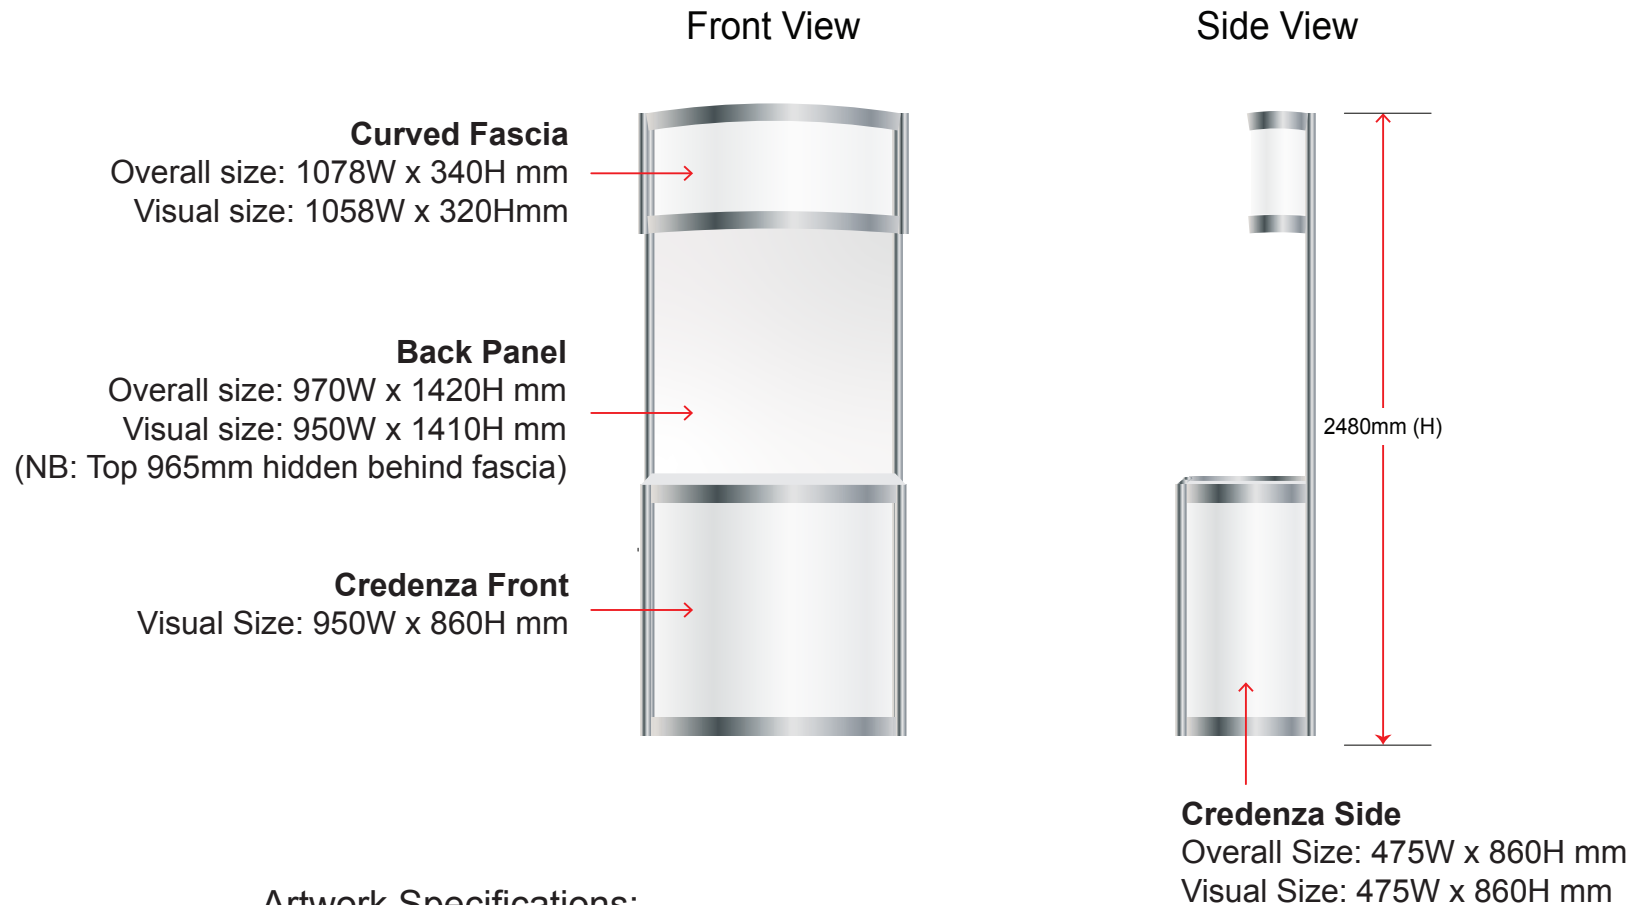 Front View
Side View
Curved Fascia
Overall size: 1078W x 340H mm
Visual size: 1058W x 320Hmm
Back Panel
Overall size: 970W x 1420H mm
Visual size: 950W x 1410H mm
(NB: Top 965mm hidden behind fascia)
2480mm (H)
Credenza Front
Visual Size: 950W x 860H mm
Credenza Side
Overall Size: 475W x 860H mm
Visual Size: 475W x 860H mm
Artwork Specifications: